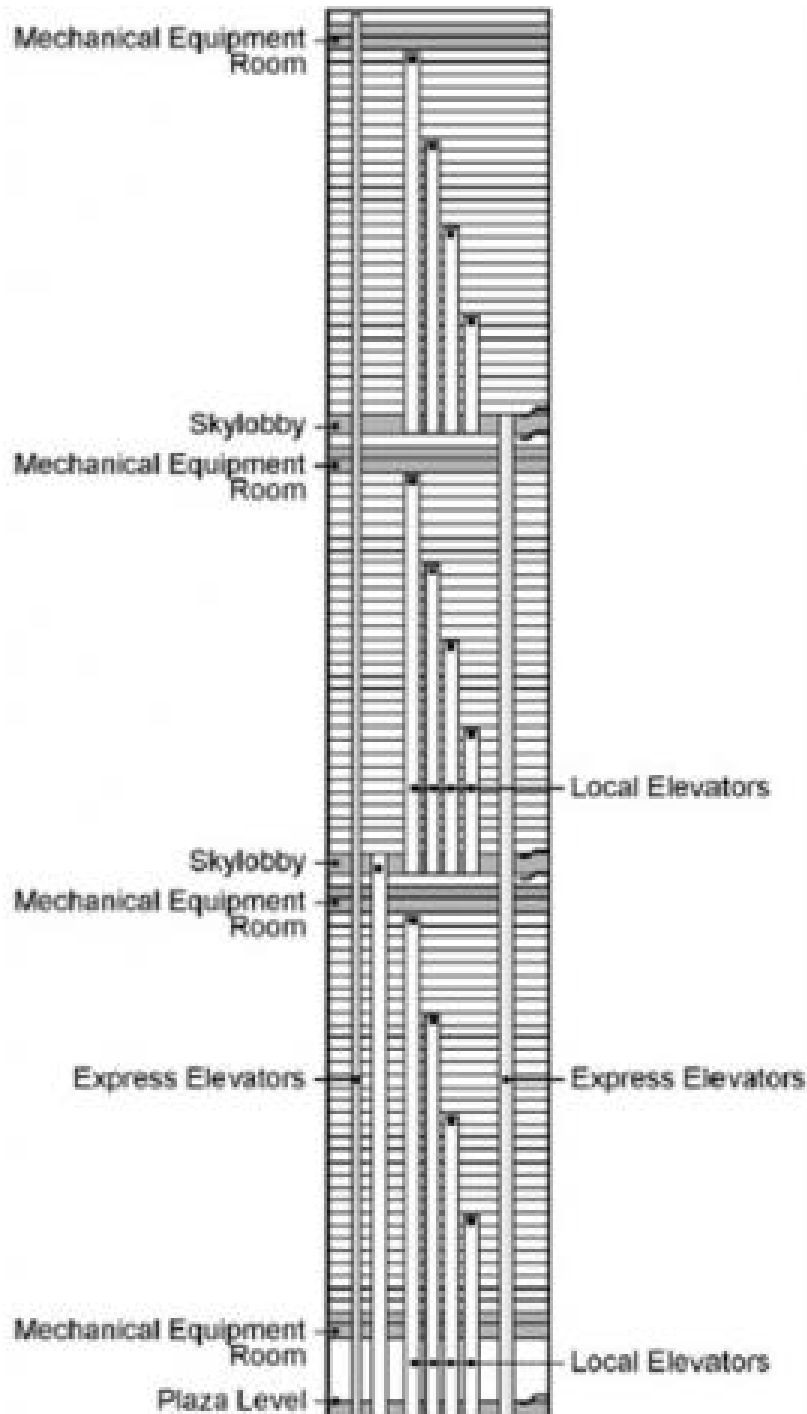 Mechanical Equipment
Room
Skylobby
Mechanical Equipment
Room
Local Elevators
Skylobby
Mechanical Equipment
Room
Express Elevators
Express Elevators
Mechanical Equipment
Room
Local Elevators
Plaza Level